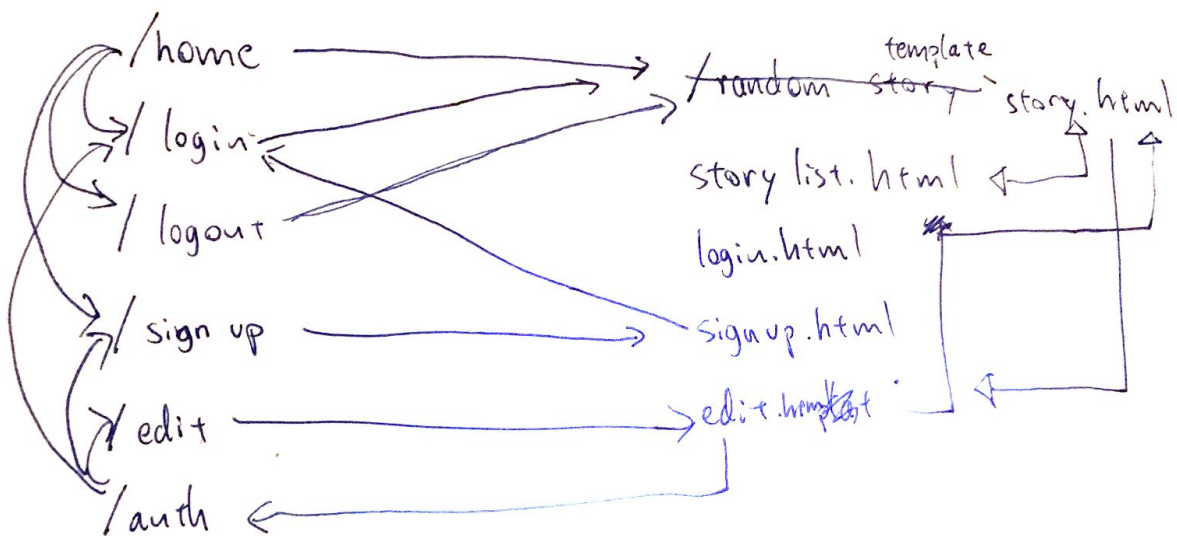 /home
/login
/logout
/sign up
/edit
/auth
template
/random story story.html
story list.html
login.html
signup.html
edit.